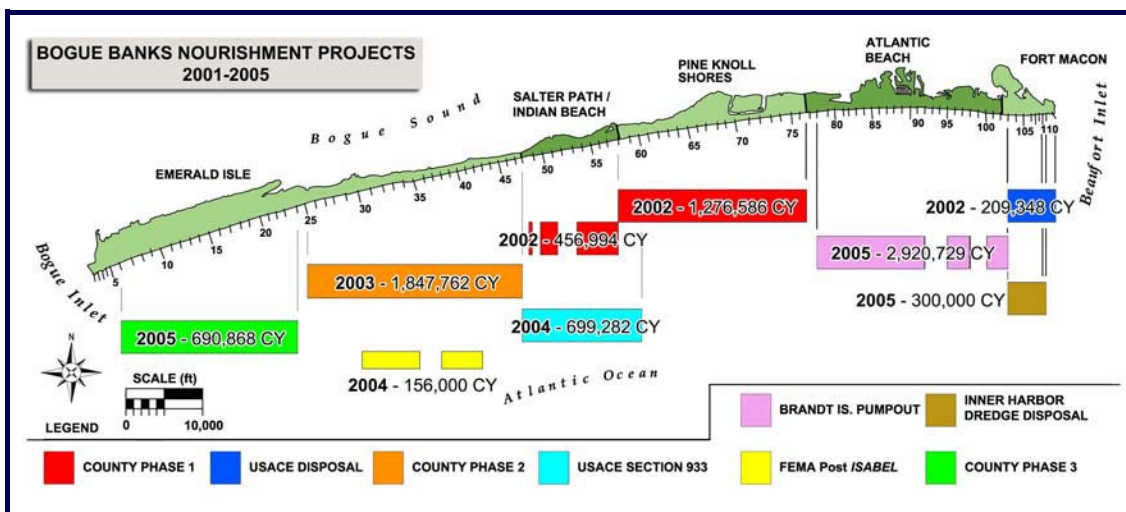 BOGUE BANKS NOURISHMENT PROJECTS
2001-2005
Bogue Sound
EMERALD ISLE
SALTER PATH /
INDIAN BEACH
PINE KNOLL
SHORES
ATLANTIC
BEACH
FORT MACON
Beaufort Inlet
Bogue Inlet
5 10 15 20 25 30 35 40 45 47 50 56 60 65 70 76 80 85 90 95 100 105 110
2002 - 1,276,586 CY
2002 - 209,348 CY
2002 - 456,994 CY
2005 - 2,920,729 CY
2003 - 1,847,762 CY
2005 - 300,000 CY
2005 - 690,868 CY
2004 - 699,282 CY
2004 - 156,000 CY
Atlantic Ocean
N
SCALE (ft)
0 10,000
LEGEND
BRANDT IS. PUMPOUT
INNER HARBOR
DREDGE DISPOSAL
COUNTY PHASE 1
USACE DISPOSAL
COUNTY PHASE 2
USACE SECTION 933
FEMA Post ISABEL
COUNTY PHASE 3